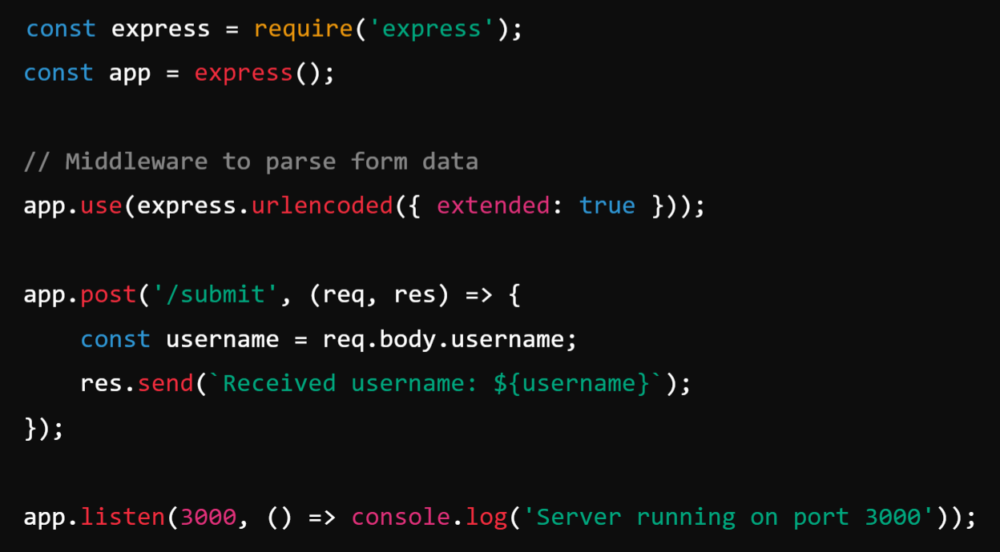 const express = require('express');
const app = express();
// Middleware to parse form data
app.use(express.urlencoded({ extended: true }));
app.post('/submit', (req, res) => {
    const username = req.body.username;
    res.send(`Received username: ${username}`);
});
app.listen(3000, () => console.log('Server running on port 3000'));